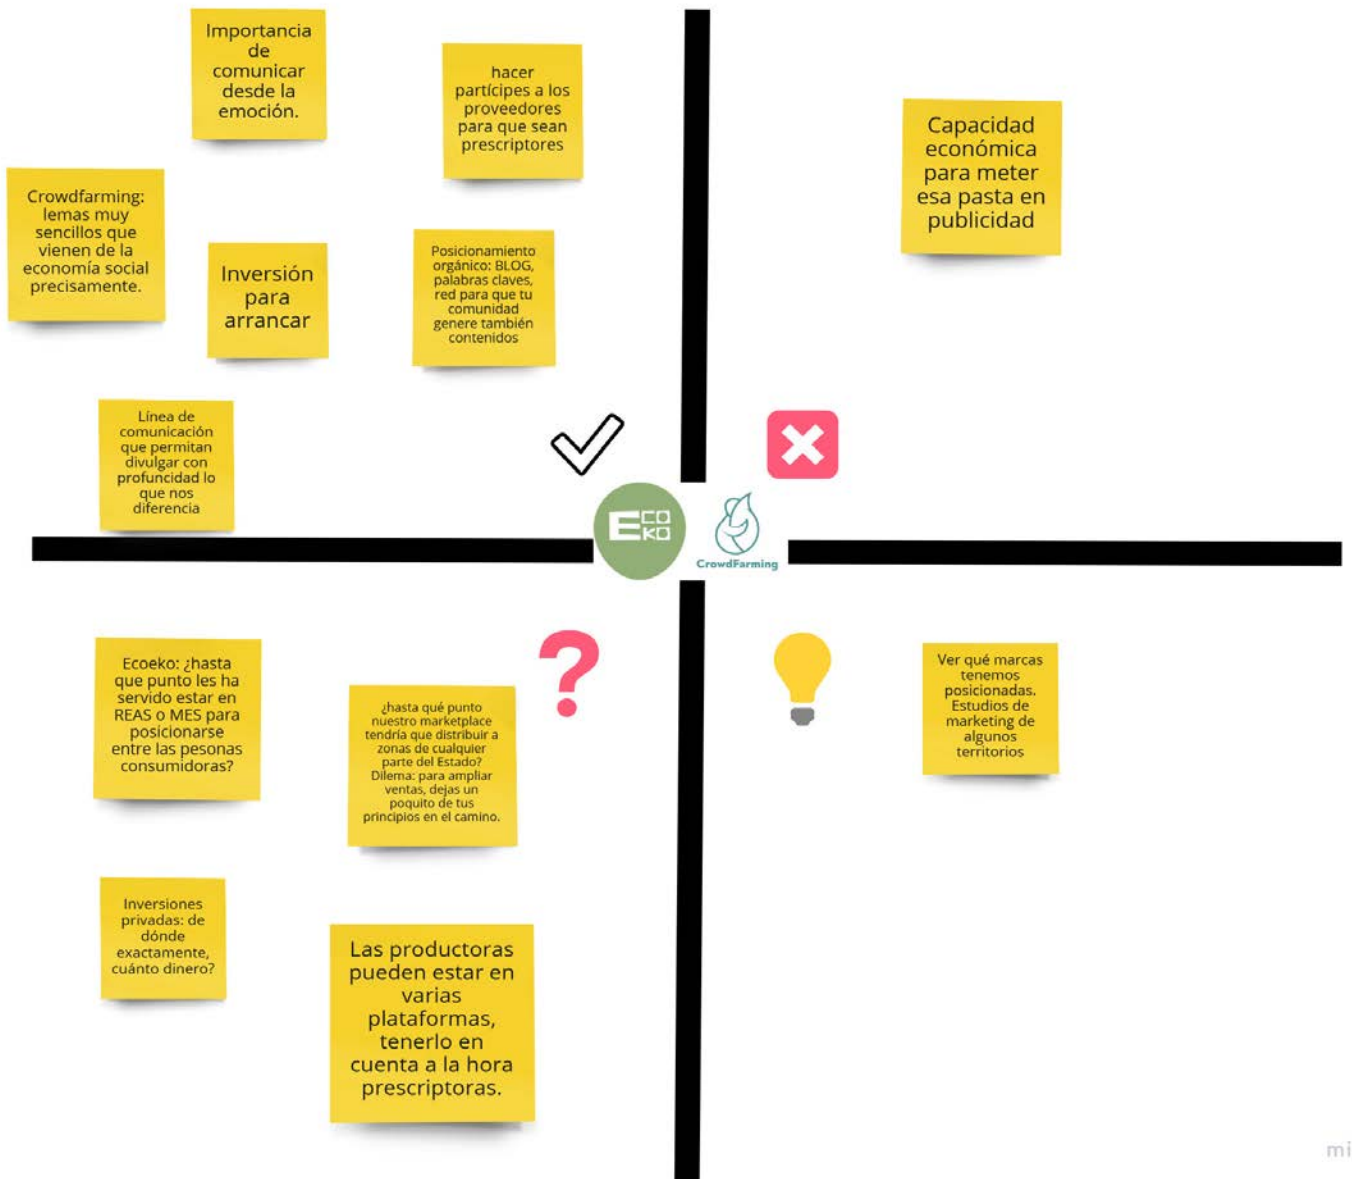 Importancia
de
comunicar
desde la
emoción.
hacer
partícipes a los
proveedores
para que sean
prescriptores
Crowdfarming:
lemas muy
sencillos que
vienen de la
economía social
precisamente.
Inversión
para
arrancar
Posicionamiento
orgánico: BLOG,
palabras claves,
red para que tu
comunidad
genere también
contenidos
Línea de
comunicación
que permitan
divulgar con
profuncidad lo
que nos
diferencia
Capacidad
económica
para meter
esa pasta en
publicidad
ECO
KO
CrowdFarming
Ecoeko: ¿hasta
que punto les ha
servido estar en
REAS o MES para
posicionarse
entre las pesonas
consumidoras?
¿hasta qué punto
nuestro marketplace
tendría que distribuir a
zonas de cualquier
parte del Estado?
Dilema: para ampliar
ventas, dejas un
poquito de tus
principios en el camino.
Inversiones
privadas: de
dónde
exactamente,
cuánto dinero?
Las productoras
pueden estar en
varias
plataformas,
tenerlo en
cuenta a la hora
prescriptoras.
Ver qué marcas
tenemos
posicionadas.
Estudios de
marketing de
algunos
territorios
mi